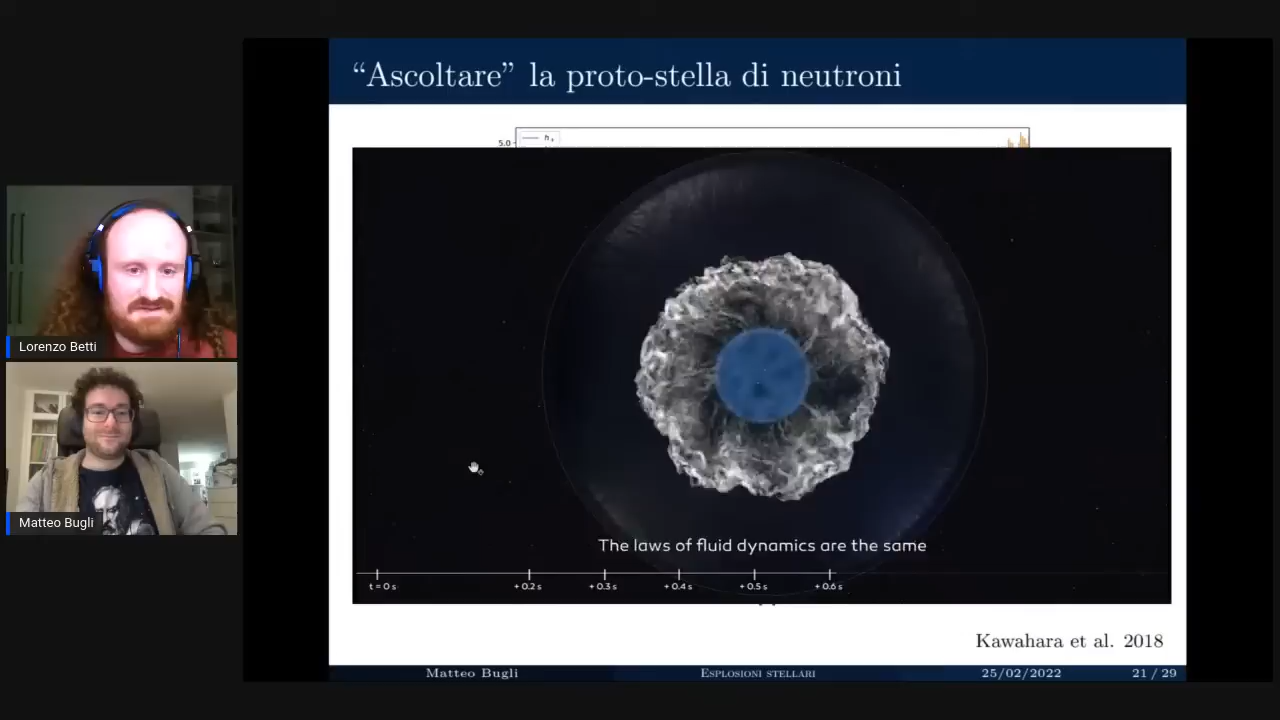 “Ascoltare” la proto-stella di neutroni
5.0
h+
Lorenzo Betti
Matteo Bugli
The laws of fluid dynamics are the same
t = 0 s
+ 0.2 s
+ 0.3 s
+ 0.4 s
+ 0.5 s
+ 0.6 s
Kawahara et al. 2018
Matteo Bugli
Esplosioni stellari
25/02/2022
21 / 29